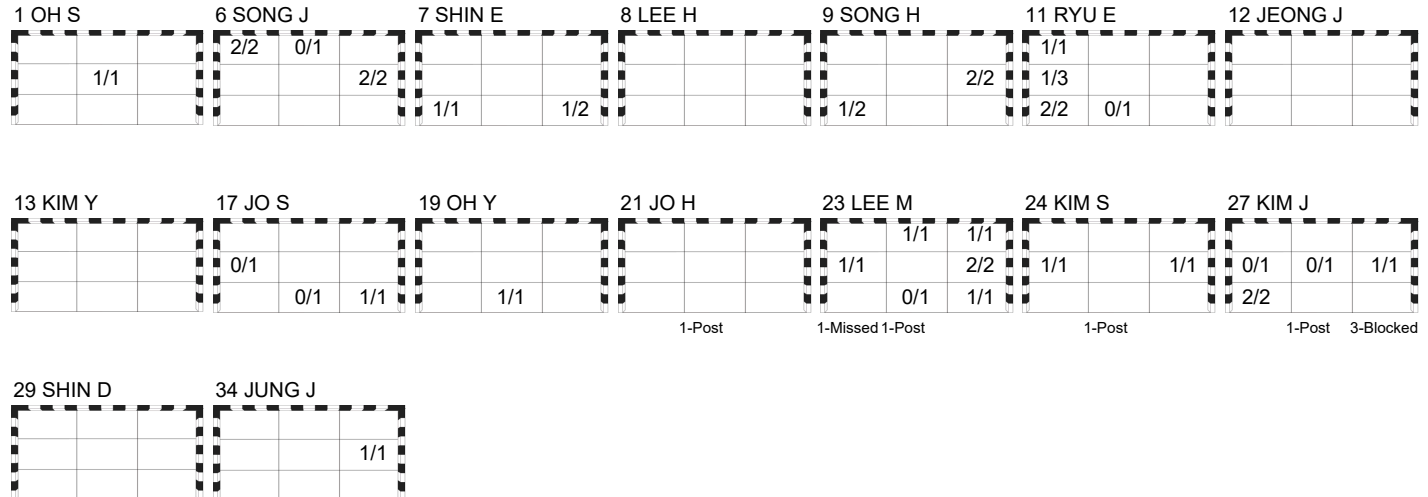 1 OH S 6 SONG J 7 SHIN E 8 LEE H 9 SONG H 11 RYU E 12 JEONG J
2/2 0/1 1/1
1/1 2/2 2/2 1/3
1/1 1/2 1/2 2/2 0/1
13 KIM Y 17 JO S 19 OH Y 21 JO H 23 LEE M 24 KIM S 27 KIM J
1/1 1/1
0/1 1/1 2/2 1/1 1/1 0/1 0/1 1/1
0/1 1/1 1/1 0/1 1/1 2/2
1-Post 1-Missed 1-Post 1-Post 1-Post 3-Blocked
29 SHIN D 34 JUNG J
1/1